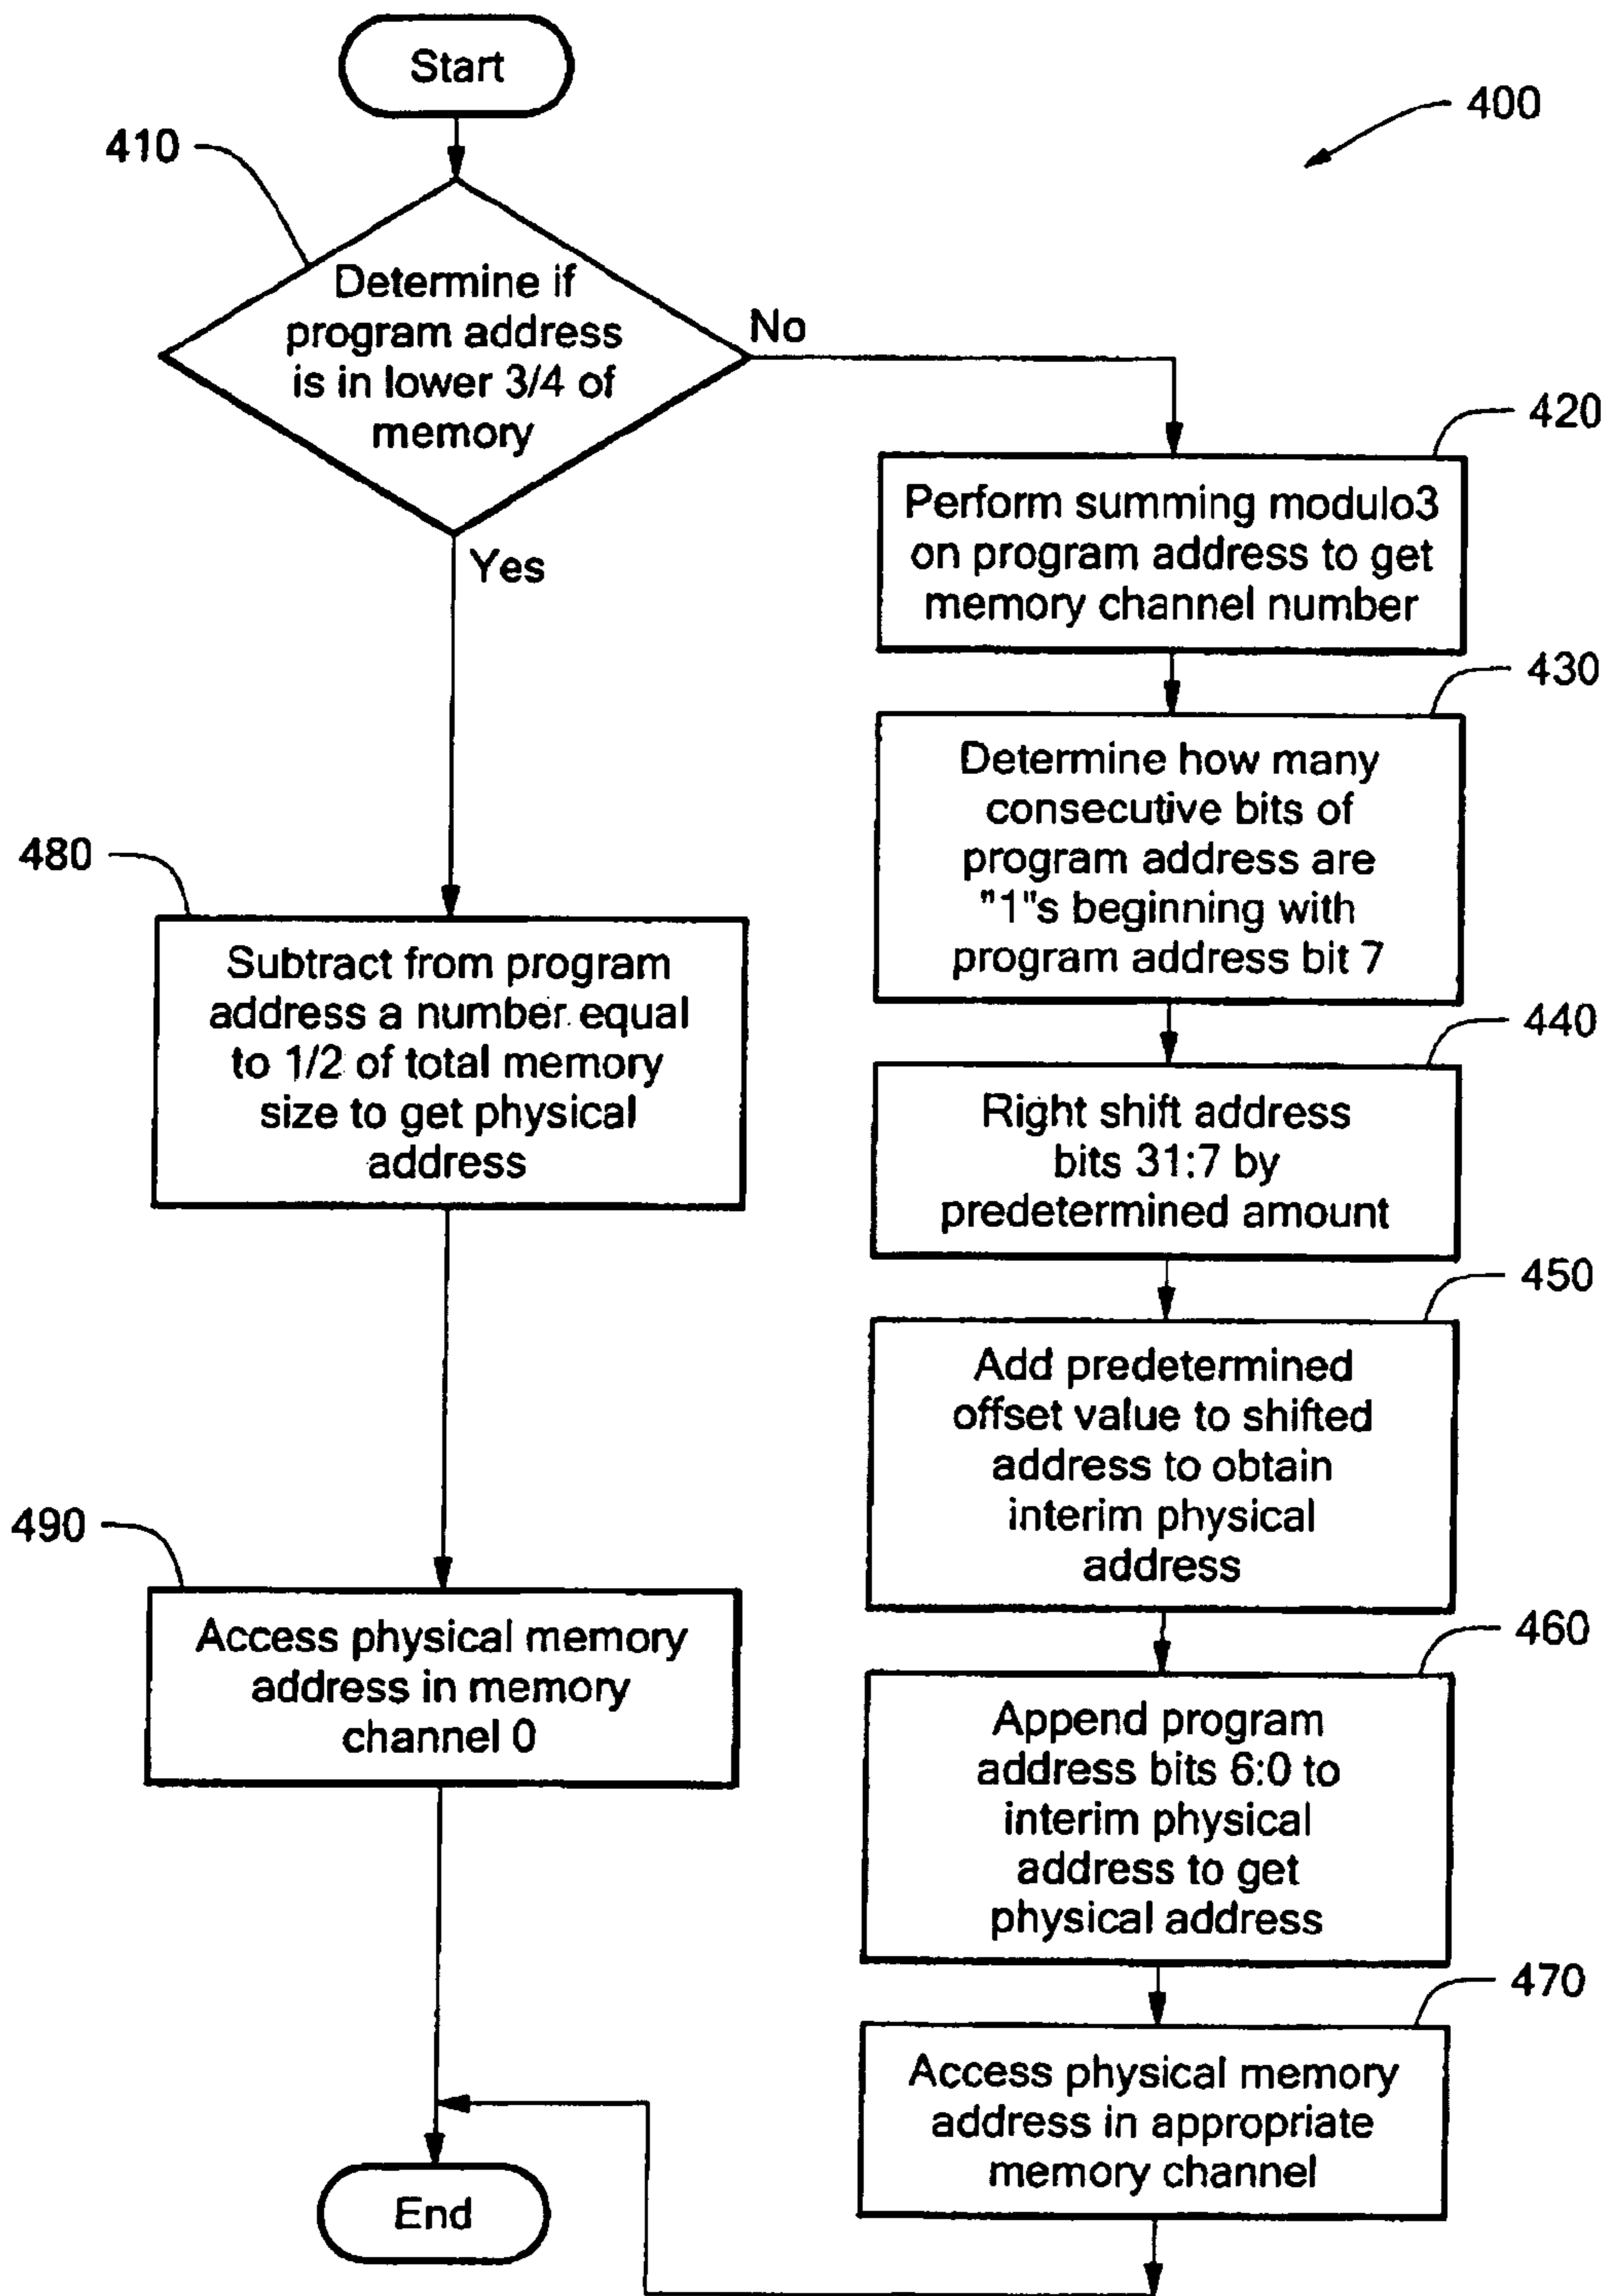 Start
400
410
Determine if
program address
is in lower 3/4 of
memory
No
Yes
420
Perform summing modulo3
on program address to get
memory channel number
430
Determine how many
consecutive bits of
program address are
"1"s beginning with
program address bit 7
440
Right shift address
bits 31:7 by
predetermined amount
450
Add predetermined
offset value to shifted
address to obtain
interim physical
address
460
Append program
address bits 6:0 to
interim physical
address to get
physical address
470
Access physical memory
address in appropriate
memory channel
480
Subtract from program
address a number equal
to 1/2 of total memory
size to get physical
address
490
Access physical memory
address in memory
channel 0
End